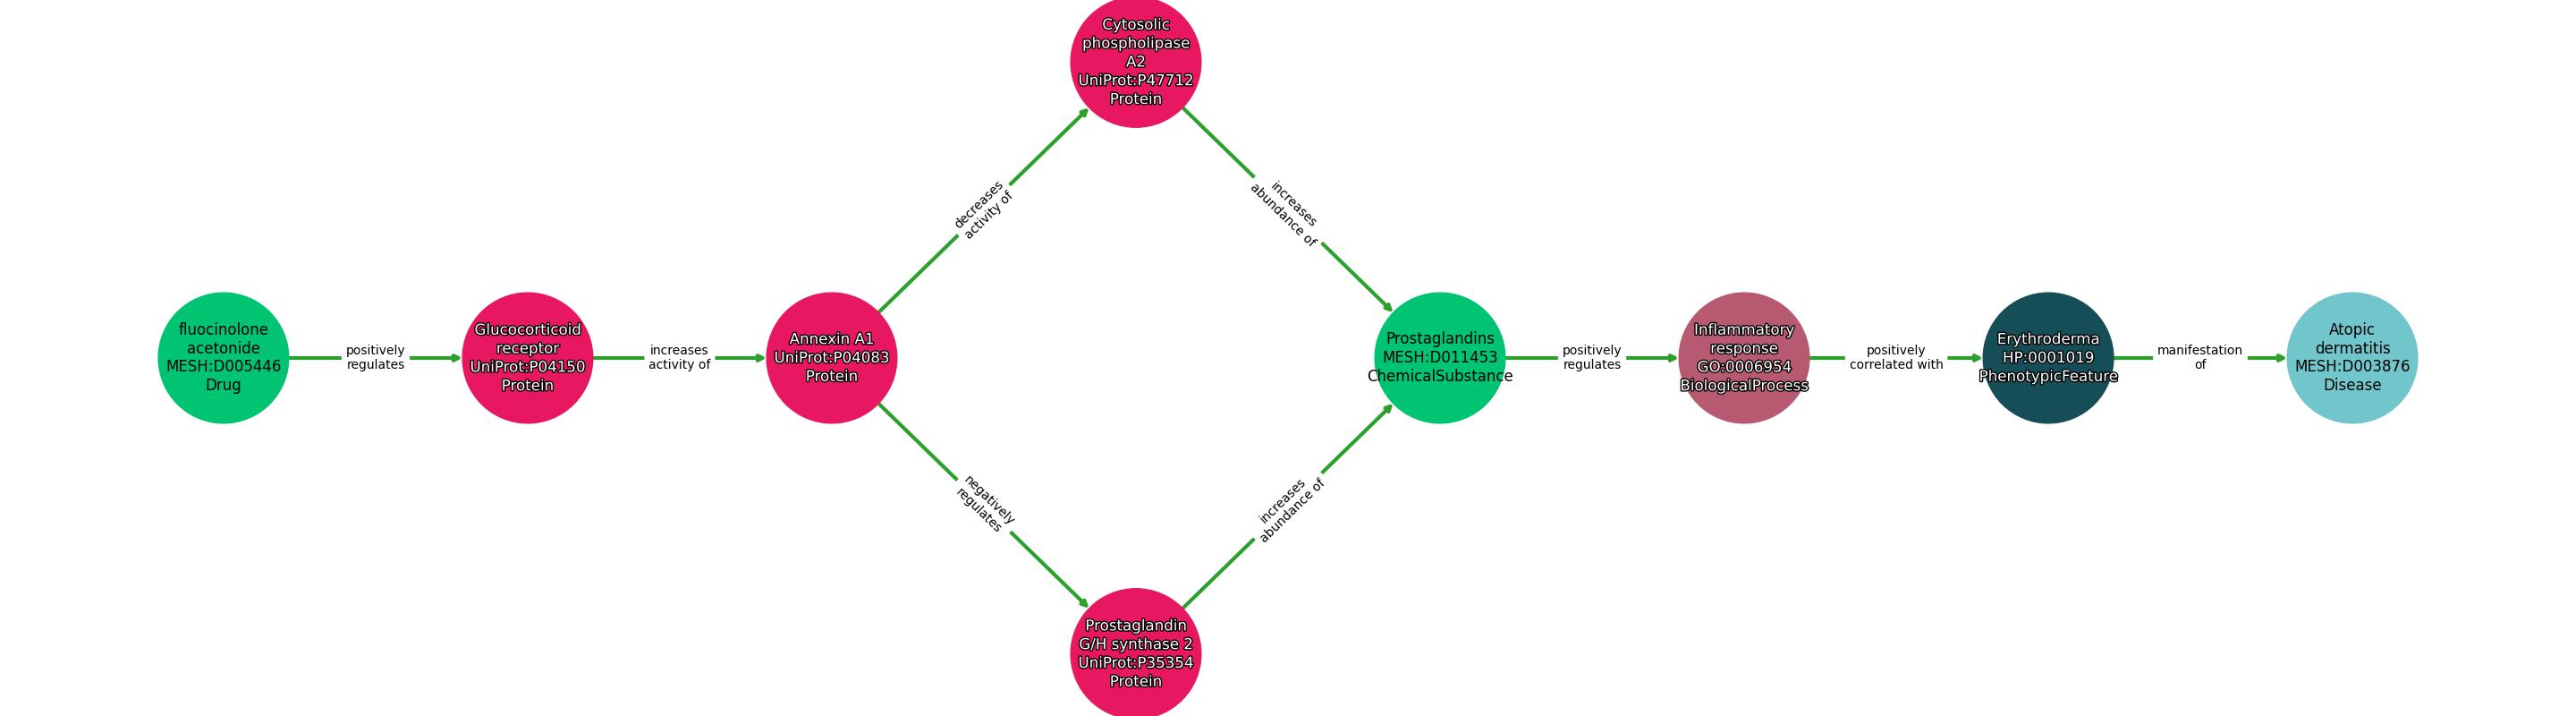 Cytosolic
phospholipase
A2
UniProt:P47712
Protein
decreases
activity of
increases
abundance of
fluocinolone
acetonide
MESH:D005446
Drug
positively
regulates
Glucocorticoid
receptor
UniProt:P04150
Protein
increases
activity of
Annexin A1
UniProt:P04083
Protein
Prostaglandins
MESH:D011453
ChemicalSubstance
positively
regulates
Inflammatory
response
GO:0006954
BiologicalProcess
positively
correlated with
Erythroderma
HP:0001019
PhenotypicFeature
manifestation
of
Atopic
dermatitis
MESH:D003876
Disease
negatively
regulates
increases
abundance of
Prostaglandin
G/H synthase 2
UniProt:P35354
Protein